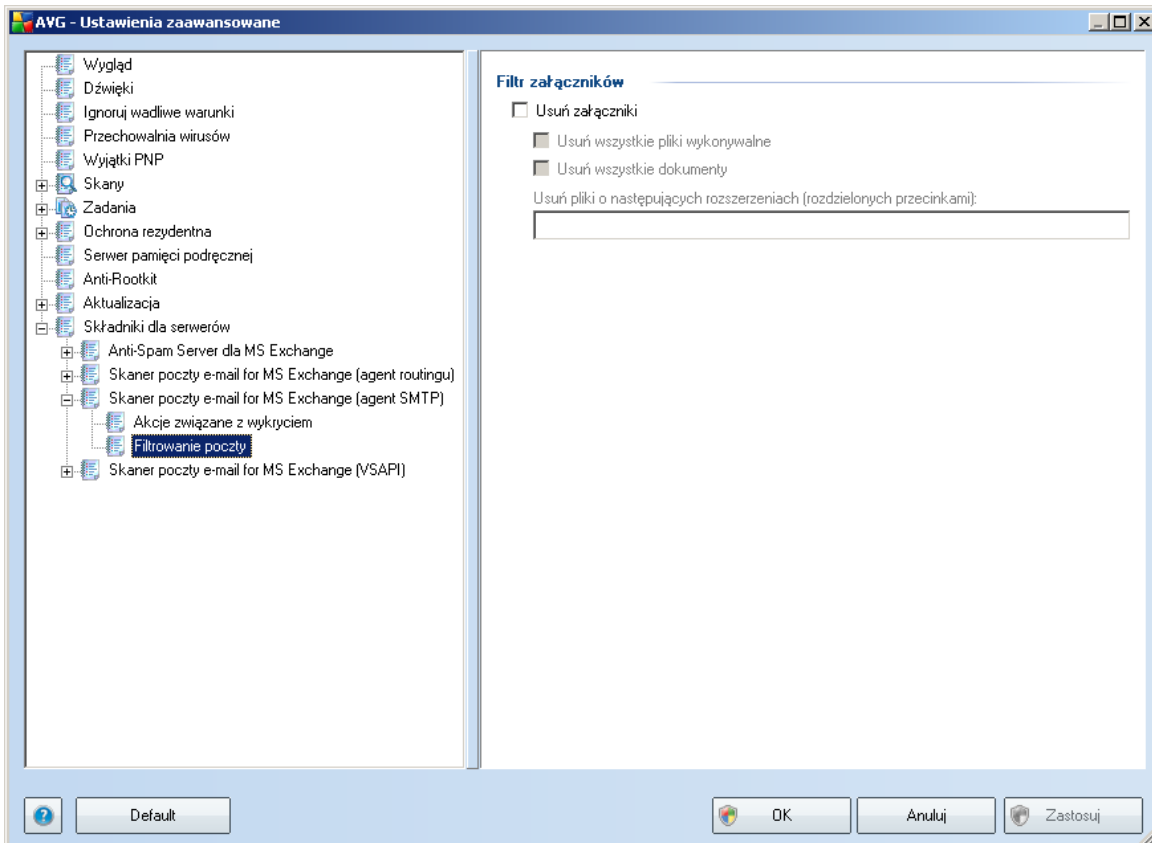 AVG - Ustawienia zaawansowane
Wygląd
Dźwięki
Ignoruj wadliwe warunki
Przechowalnia wirusów
Wyjątki PNP
Skany
Zadania
Ochrona rezydentna
Serwer pamięci podręcznej
Anti-Rootkit
Aktualizacja
Składniki dla serwerów
Anti-Spam Server dla MS Exchange
Skaner poczty e-mail for MS Exchange (agent routingu)
Skaner poczty e-mail for MS Exchange (agent SMTP)
Akcje związane z wykryciem
Filtrowanie poczty
Skaner poczty e-mail for MS Exchange (VSAPI)
Filtr załączników
Usuń załączniki
Usuń wszystkie pliki wykonywalne
Usuń wszystkie dokumenty
Usuń pliki o następujących rozszerzeniach (rozdzielonych przecinkami):
?
Default
OK
Anuluj
Zastosuj